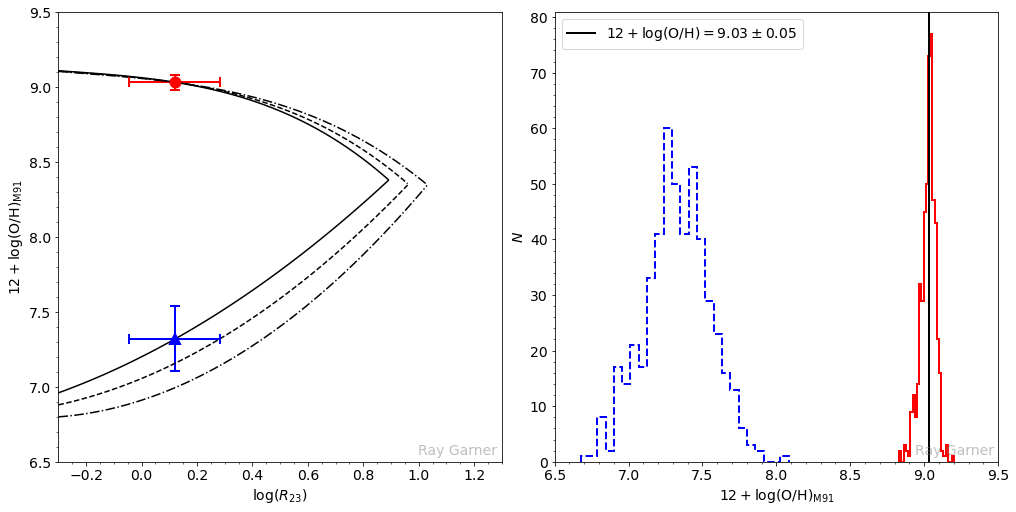 9.5
9.0
8.5
8.0
7.5
7.0
6.5
12 + log(O/H)M91
−0.2 0.0 0.2 0.4 0.6 0.8 1.0 1.2
log(R23)
Ray Garner
12 + log(O/H) = 9.03 ± 0.05
80
70
60
50
40
30
20
10
0
N
6.5 7.0 7.5 8.0 8.5 9.0 9.5
12 + log(O/H)M91
Ray Garner